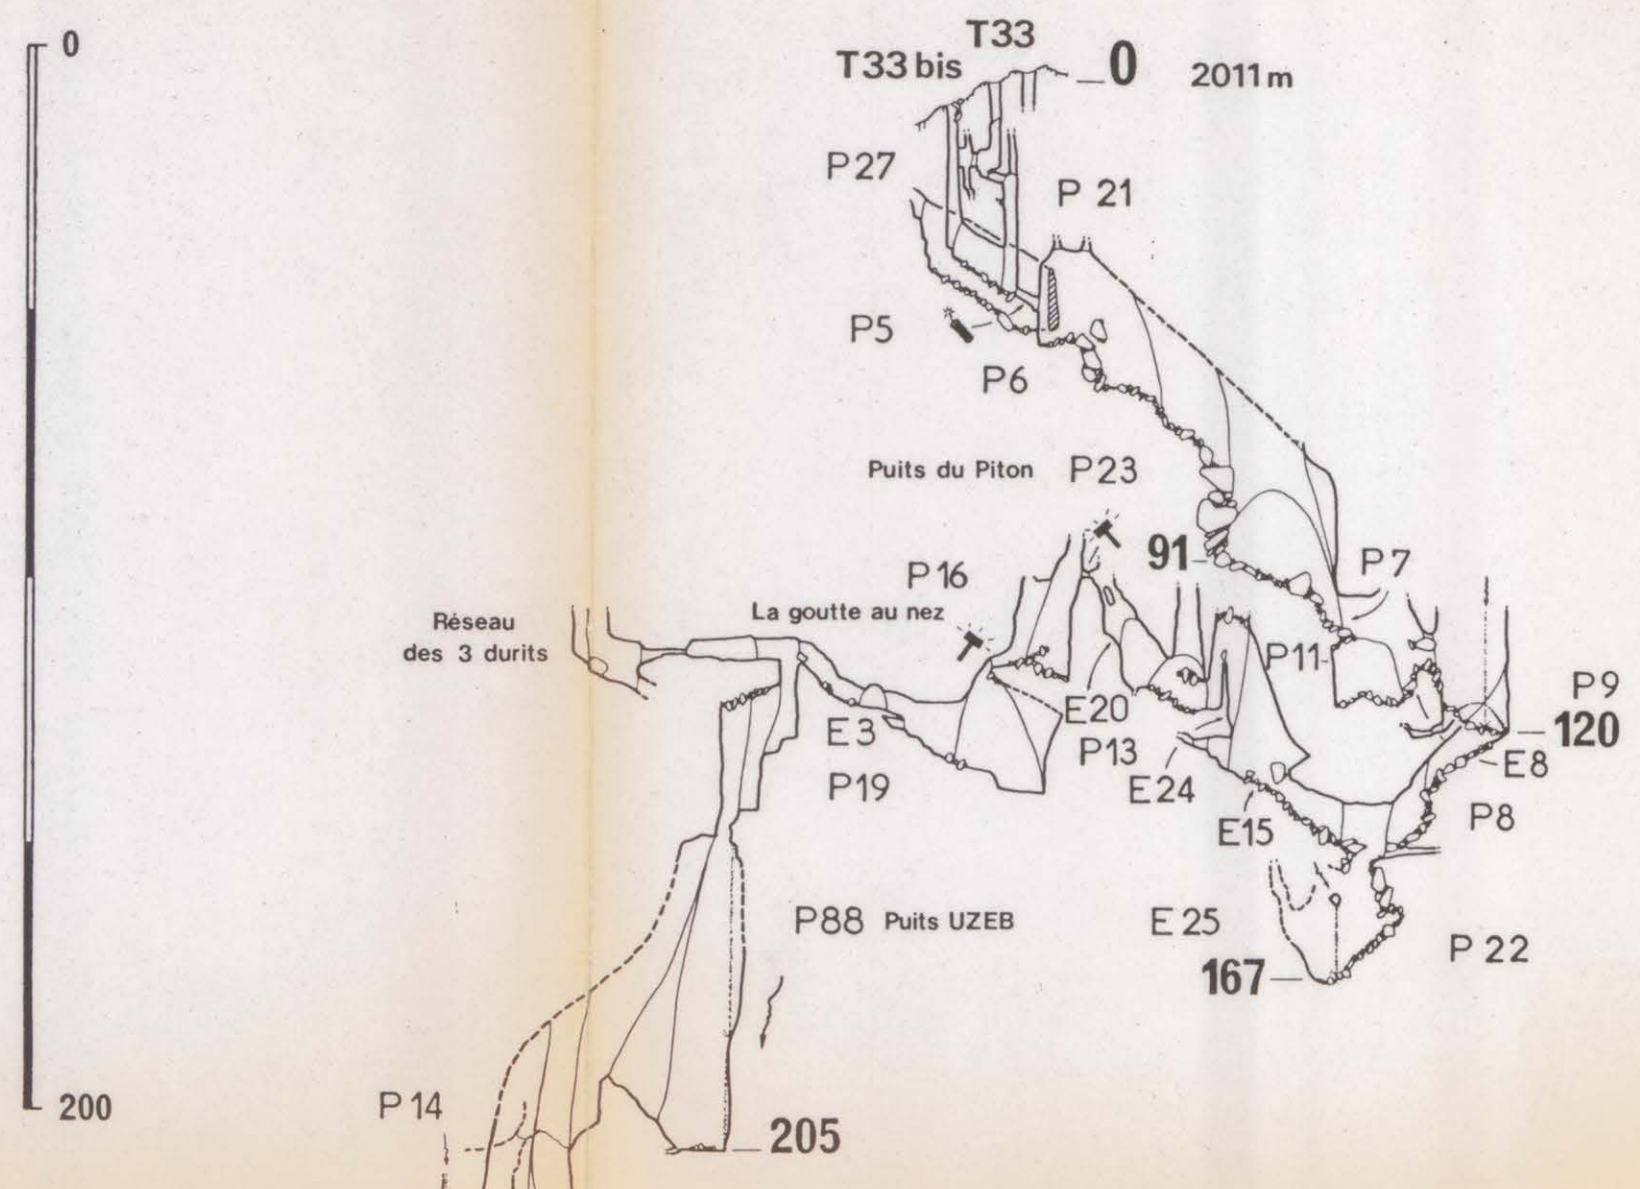 0
T33
T33 bis
0
2011 m
P27
P 21
P5
P6
Puits du Piton P23
91
P7
P16
La goutte au nez
Réseau
des 3 durits
P11
P9
120
E20
E3
P13
E8
P19
E24
E15
P8
P88 Puits UZEB
E 25
P 22
167
200
P 14
205